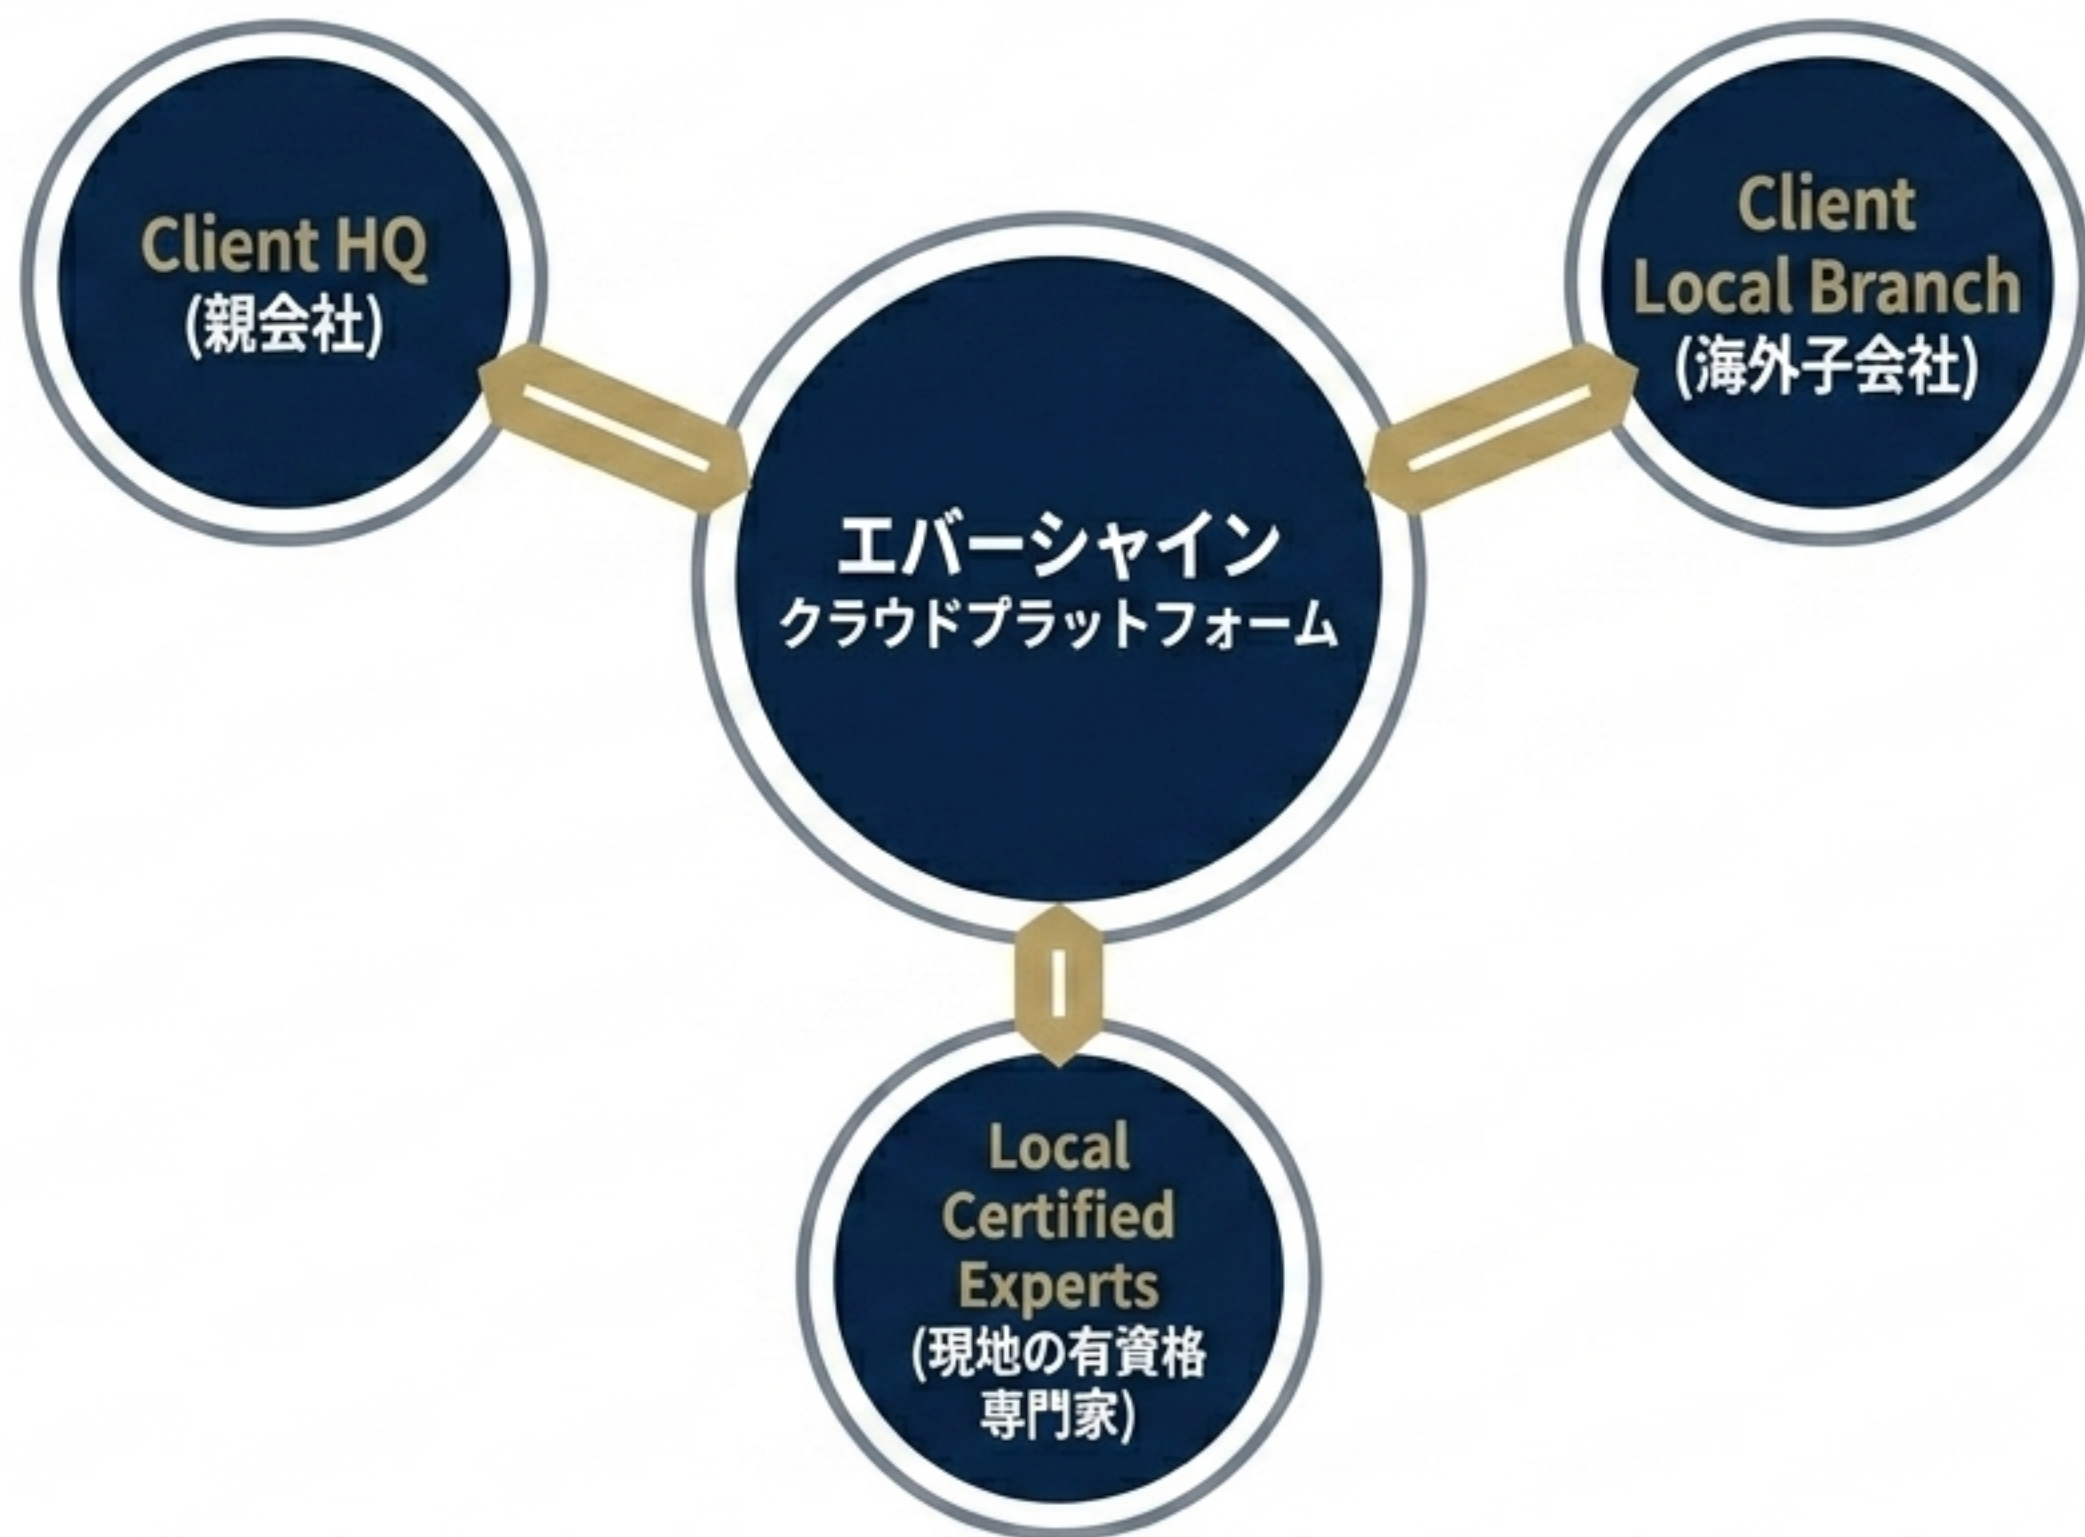 Client HQ
(親会社)
Client
Local Branch
(海外子会社)
エバーシャイン
クラウドプラットフォーム
Local
Certified
Experts
(現地の有資格
専門家)